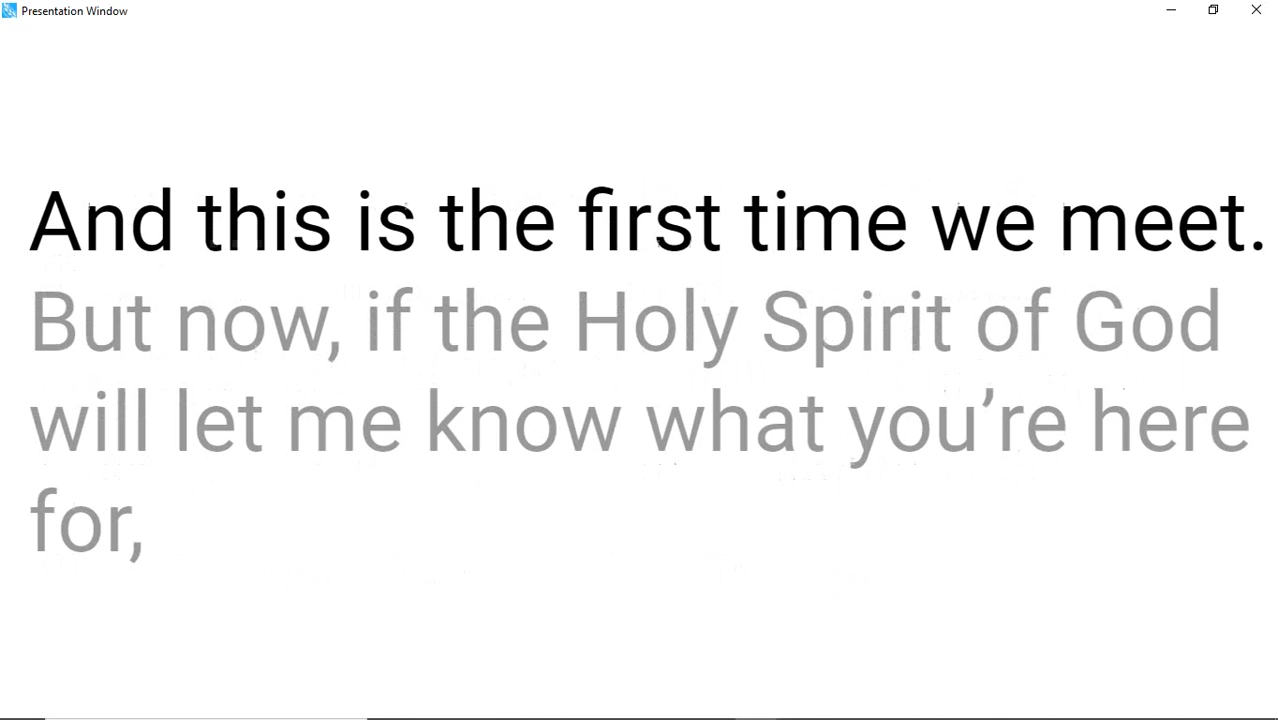 Presentation Window
And this is the first time we meet.
But now, if the Holy Spirit of God
will let me know what you’re here
for,